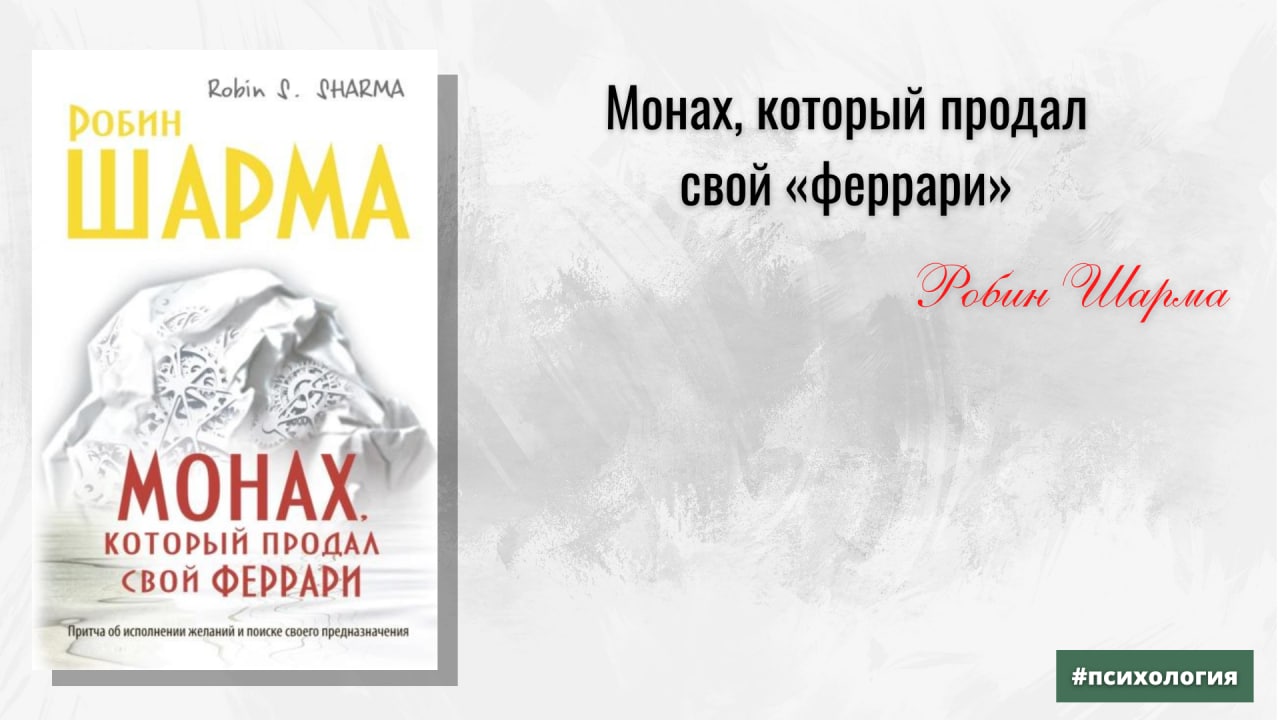 Robin S. SHARMA
РОБИН
ШАРМА
МОНАХ,
КОТОРЫЙ ПРОДАЛ
СВОЙ ФЕРРАРИ
Притча об исполнении желаний и поиске своего предназначения
Монах, который продал
свой «феррари»
Робин Шарма
#психология